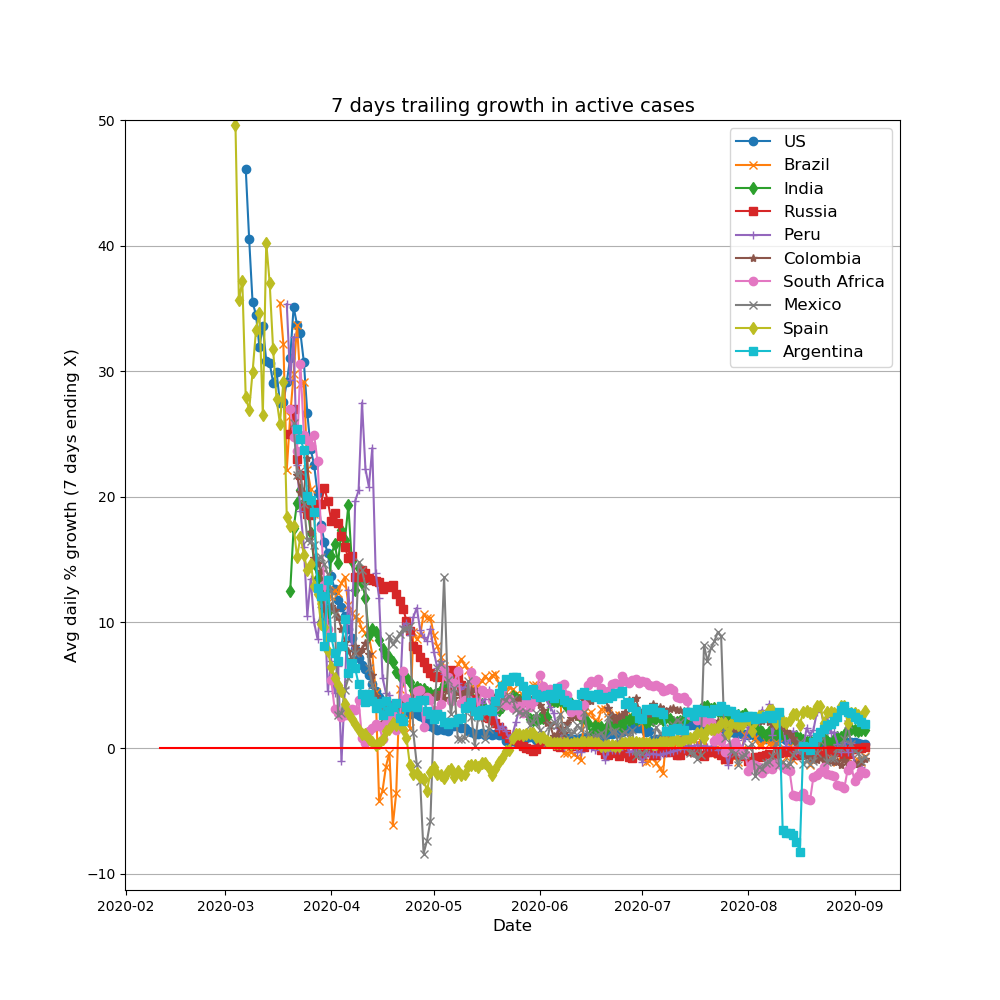 7 days trailing growth in active cases
Avg daily % growth (7 days ending X)
50
40
30
20
10
0
−10
US
Brazil
India
Russia
Peru
Colombia
South Africa
Mexico
Spain
Argentina
2020-02 2020-03 2020-04 2020-05 2020-06 2020-07 2020-08 2020-09
Date